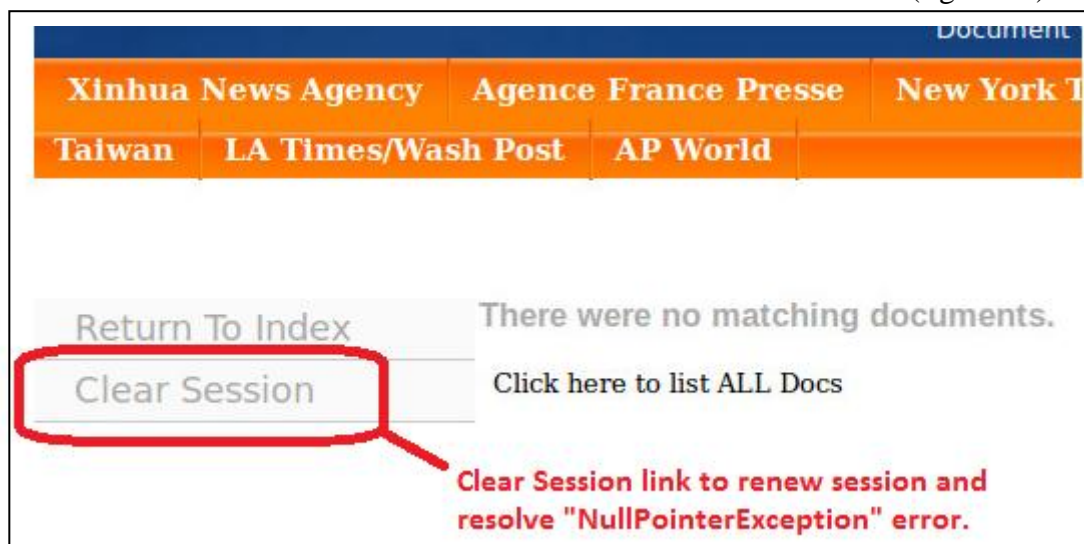 Document
Xinhua News Agency Agence France Presse New York T
Taiwan LA Times/Wash Post AP World
Return To Index
There were no matching documents.
Clear Session
Click here to list ALL Docs
Clear Session link to renew session and
resolve "NullPointerException" error.